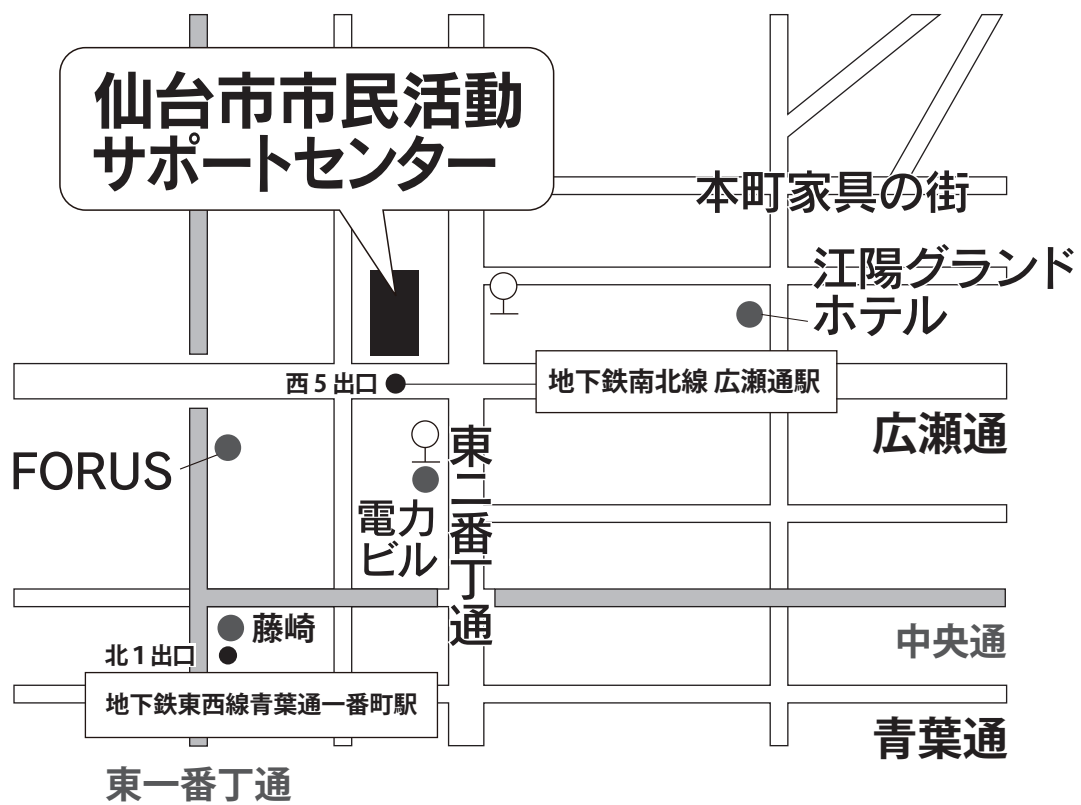 仙台市市民活動
サポートセンター
本町家具の街
江陽グランド
ホテル
西5出口
地下鉄南北線 広瀬通駅
広瀬通
FORUS
東二番丁通
電力
ビル
藤崎
中央通
北1出口
地下鉄東西線青葉通一番町駅
青葉通
東一番丁通